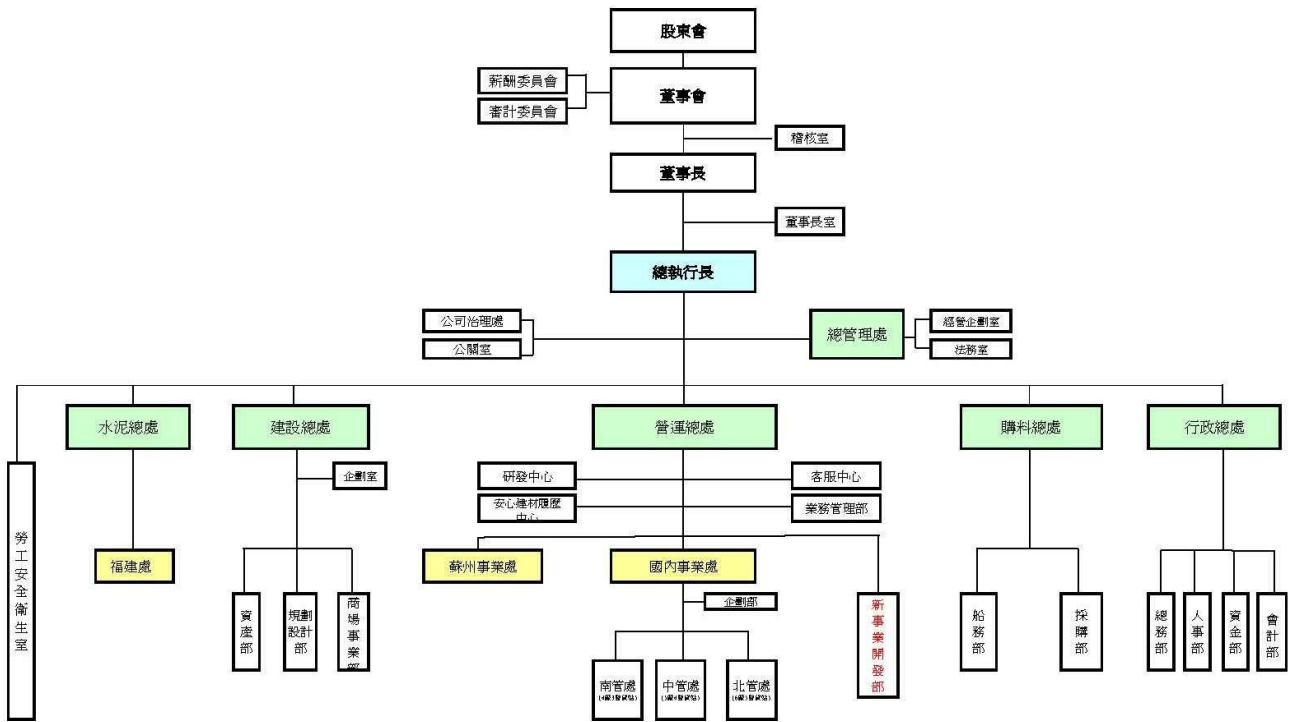 股東會
薪酬委員會
董事會
審計委員會
稽核室
董事長
董事長室
總執行長
公司治理處
公關室
總管理處
經營企劃室
法務室
水泥總處
建設總處
營運總處
購料總處
行政總處
企劃室
研發中心
客服中心
安心建材履歷
中心
業務管理部
勞工安全衛生室
福建處
蘇州事業處
國內事業處
企劃部
資產部
規劃
設計部
商場事業部
新事業開發部
船務部
採購部
總務部
人事部
資金部
會計部
南管處
中管處
北管處